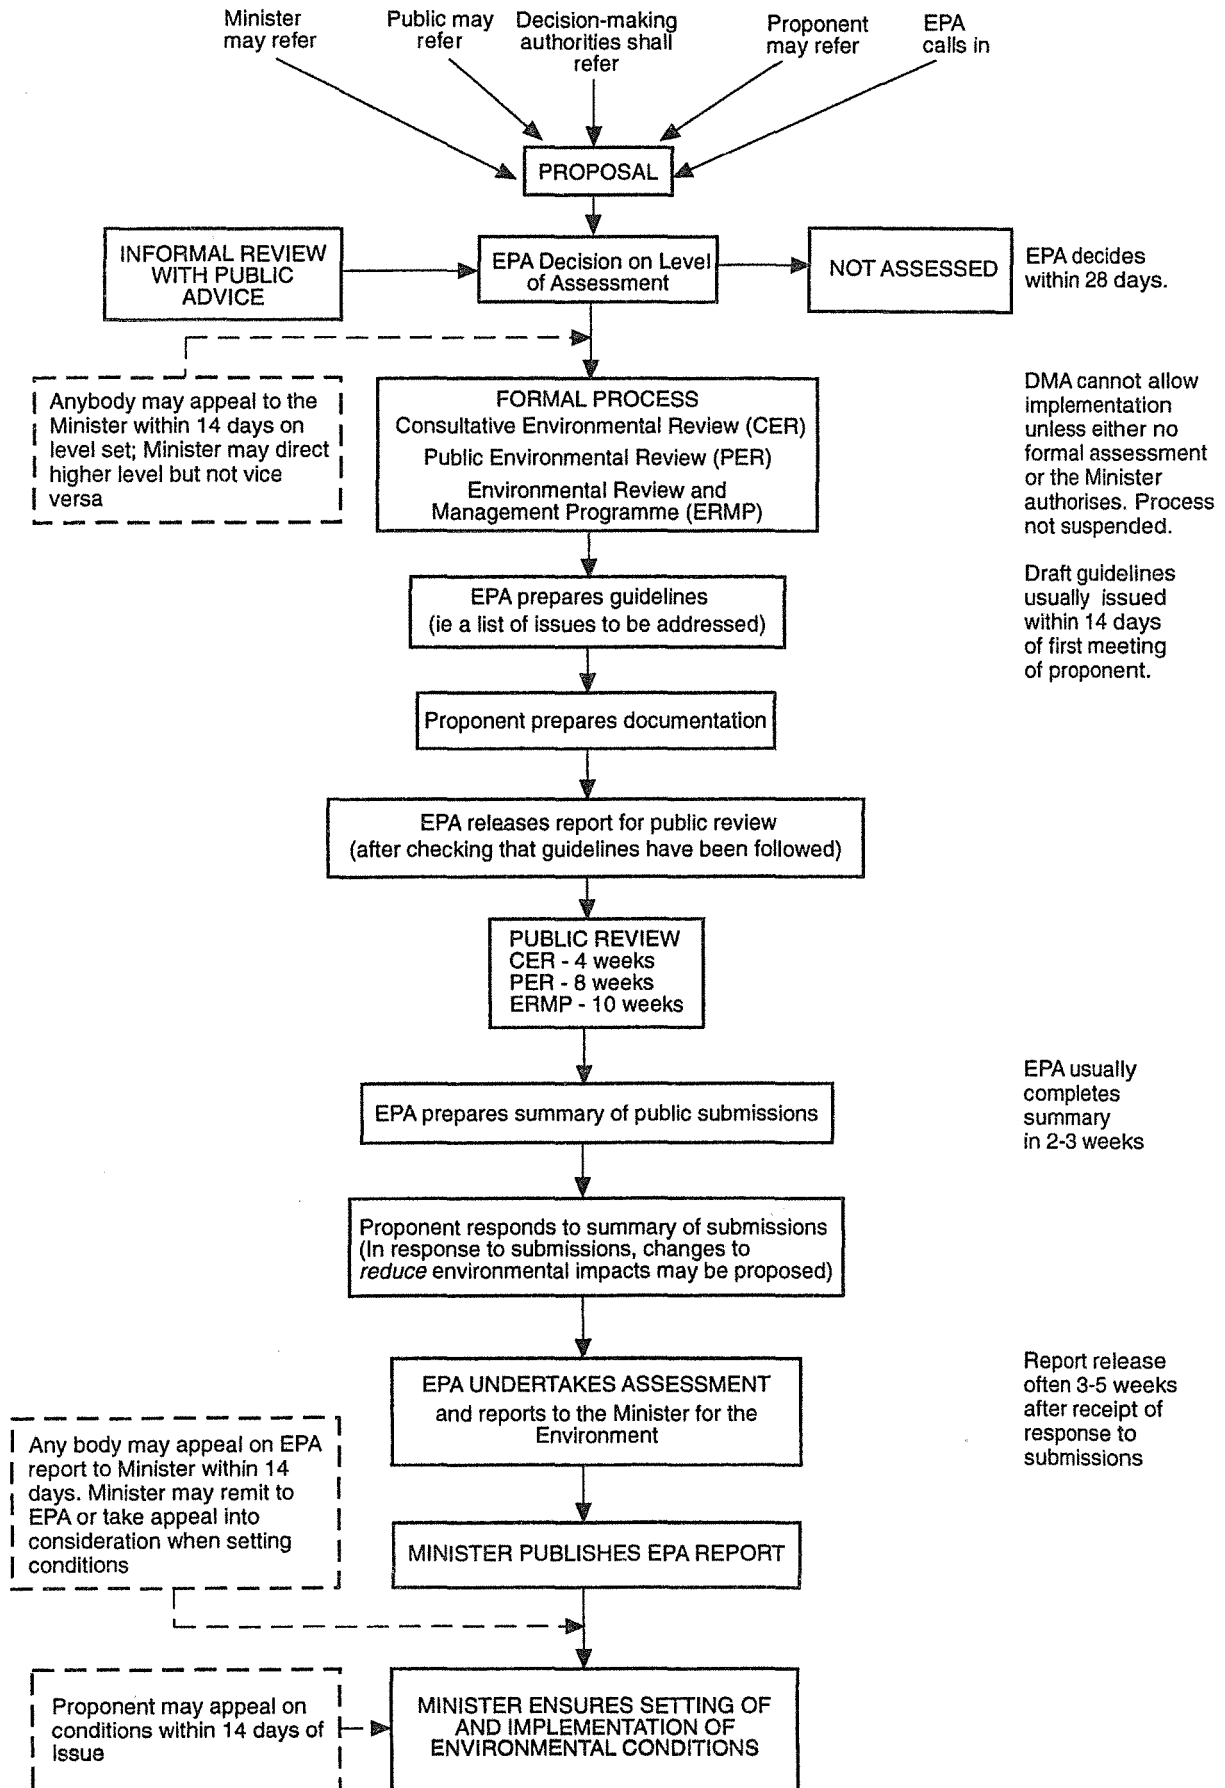 Minister
may refer
Public may
refer
Decision-making
authorities shall
refer
Proponent
may refer
EPA
calls in
PROPOSAL
INFORMAL REVIEW
WITH PUBLIC
ADVICE
EPA Decision on Level
of Assessment
NOT ASSESSED
EPA decides
within 28 days.
Anybody may appeal to the
Minister within 14 days on
level set; Minister may direct
higher level but not vice
versa
FORMAL PROCESS
Consultative Environmental Review (CER)
Public Environmental Review (PER)
Environmental Review and
Management Programme (ERMP)
DMA cannot allow
implementation
unless either no
formal assessment
or the Minister
authorises. Process
not suspended.
EPA prepares guidelines
(ie a list of issues to be addressed)
Draft guidelines
usually issued
within 14 days
of first meeting
of proponent.
Proponent prepares documentation
EPA releases report for public review
(after checking that guidelines have been followed)
PUBLIC REVIEW
CER - 4 weeks
PER - 8 weeks
ERMP - 10 weeks
EPA prepares summary of public submissions
EPA usually
completes
summary
in 2-3 weeks
Proponent responds to summary of submissions
(In response to submissions, changes to
reduce environmental impacts may be proposed)
EPA UNDERTAKES ASSESSMENT
and reports to the Minister for the
Environment
Report release
often 3-5 weeks
after receipt of
response to
submissions
Any body may appeal on EPA
report to Minister within 14
days. Minister may remit to
EPA or take appeal into
consideration when setting
conditions
MINISTER PUBLISHES EPA REPORT
Proponent may appeal on
conditions within 14 days of
issue
MINISTER ENSURES SETTING OF
AND IMPLEMENTATION OF
ENVIRONMENTAL CONDITIONS